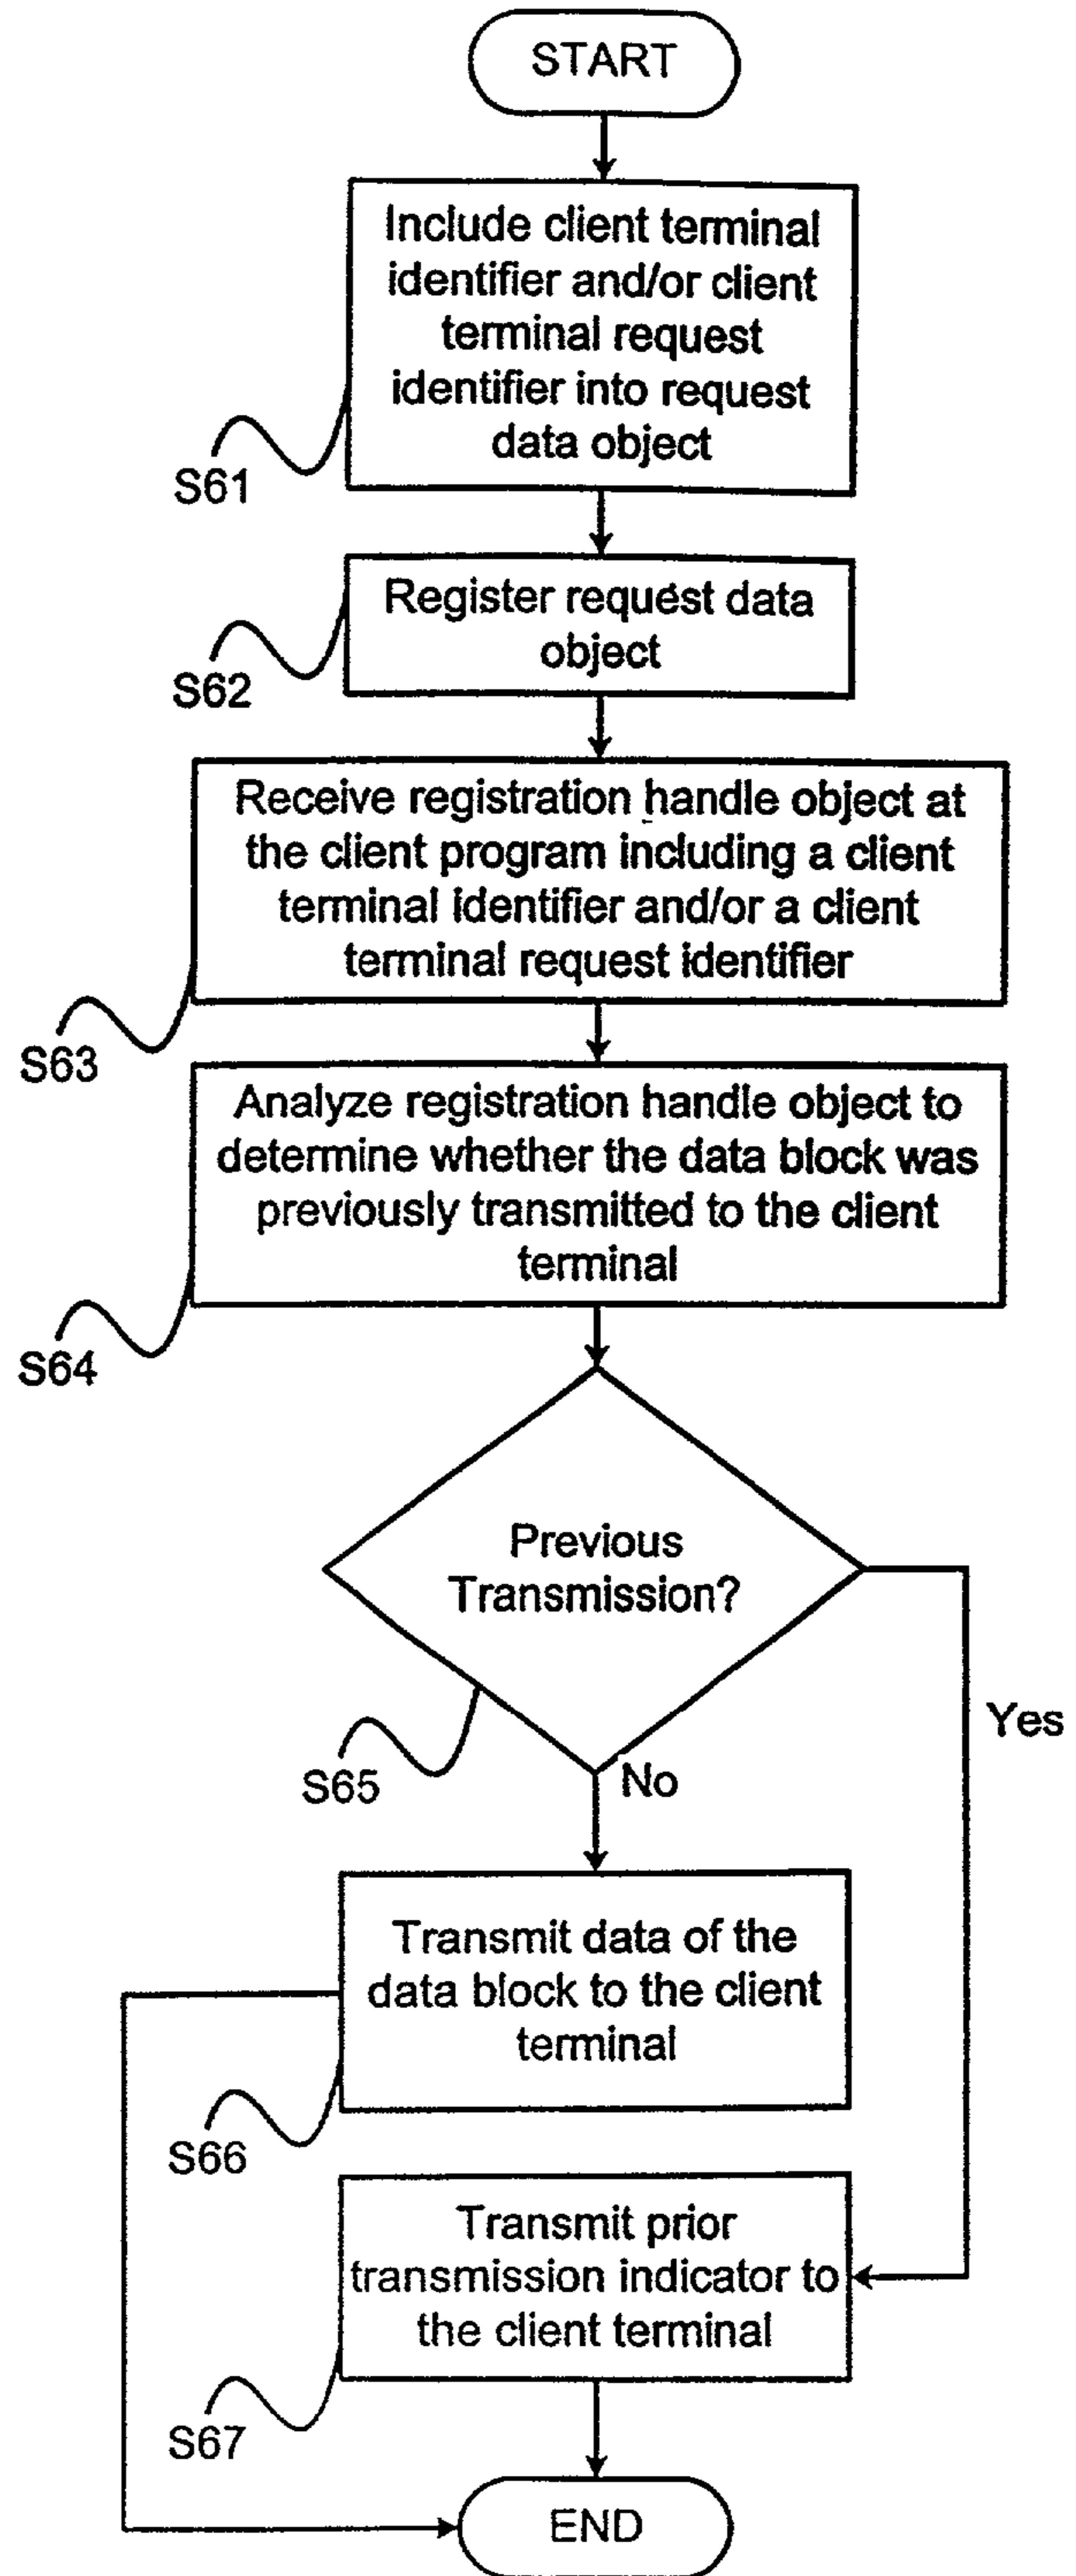 START
Include client terminal
identifier and/or client
terminal request
identifier into request
data object
S61
Register request data
object
S62
Receive registration handle object at
the client program including a client
terminal identifier and/or a client
terminal request identifier
S63
Analyze registration handle object to
determine whether the data block was
previously transmitted to the client
terminal
S64
Previous
Transmission?
Yes
S65
No
Transmit data of the
data block to the client
terminal
S66
Transmit prior
transmission indicator to
the client terminal
S67
END